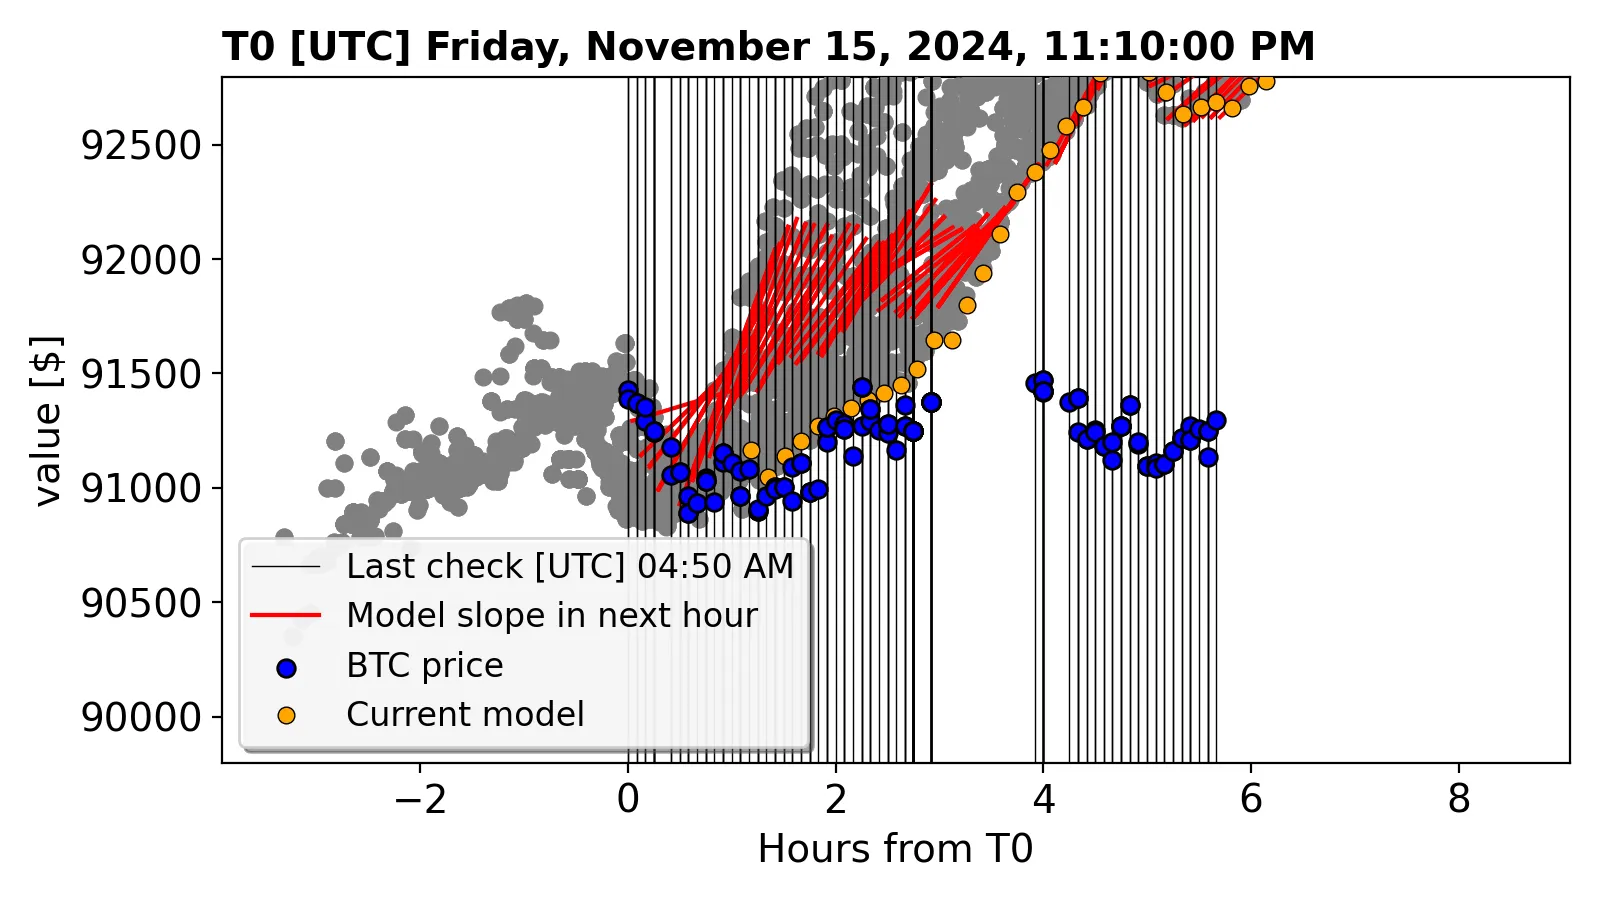 T0 [UTC] Friday, November 15, 2024, 11:10:00 PM
value [$]
92500
92000
91500
91000
90500
90000
Last check [UTC] 04:50 AM
Model slope in next hour
BTC price
Current model
−2 0 2 4 6 8
Hours from T0